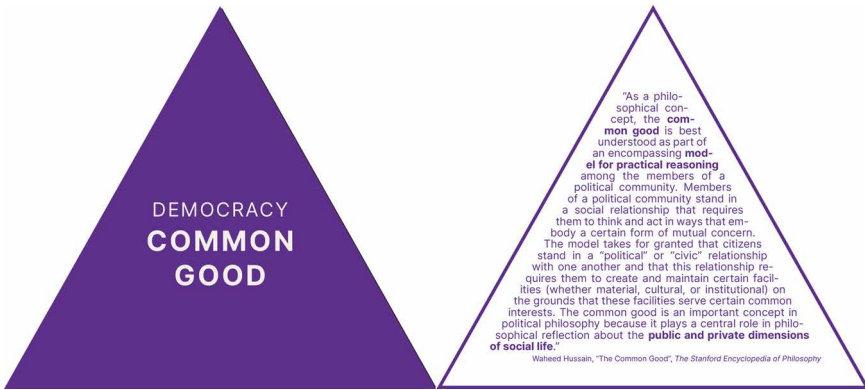 DEMOCRACY
COMMON
GOOD
“As a philo-
sophical con-
cept, the com-
mon good is best
understood as part of
an encompassing mod-
el for practical reasoning
among the members of a
political community. Members
of a political community stand in
a social relationship that requires
them to think and act in ways that em-
body a certain form of mutual concern.
The model takes for granted that citizens
stand in a “political” or “civic” relationship
with one another and that this relationship re-
quires them to create and maintain certain facil-
ities (whether material, cultural, or institutional) on
the grounds that these facilities serve certain common
interests. The common good is an important concept in
political philosophy because it plays a central role in philo-
sophical reflection about the public and private dimensions
of social life.”
Waheed Hussain, “The Common Good”, The Stanford Encyclopedia of Philosophy